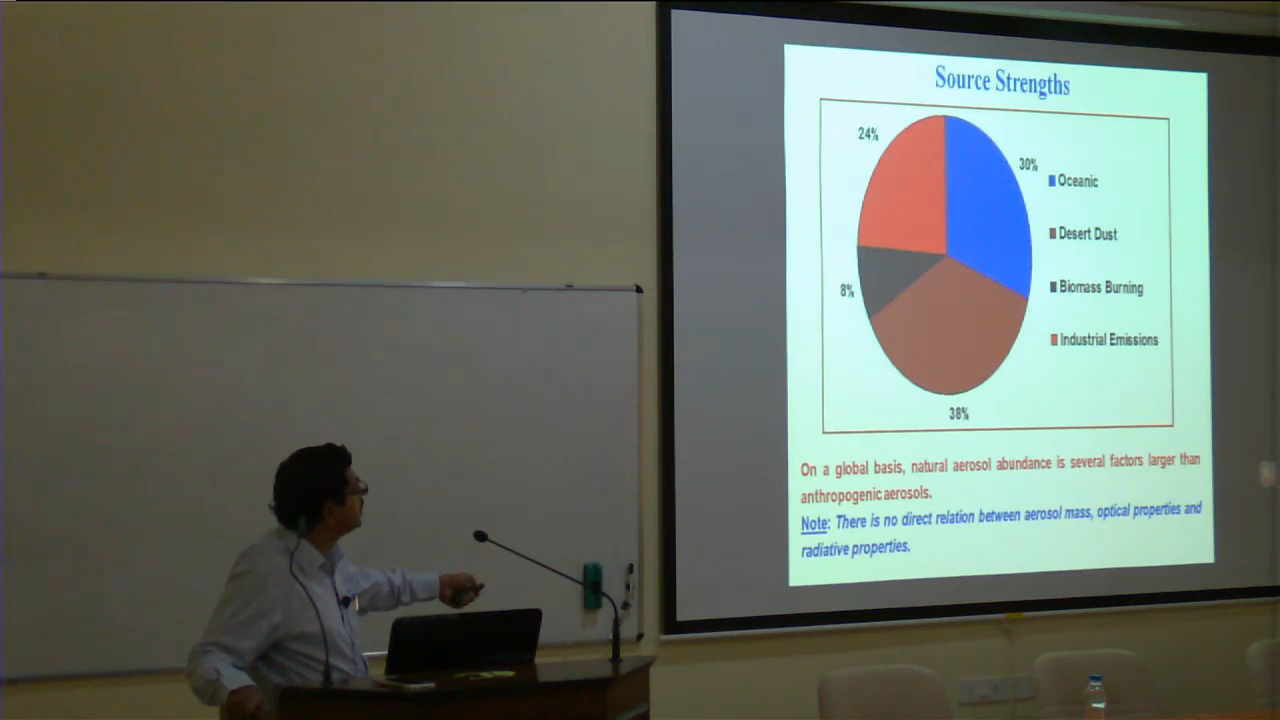 Source Strengths
24%
30%
Oceanic
Desert Dust
8%
Biomass Burning
Industrial Emissions
38%
On a global basis, natural aerosol abundance is several factors larger than
anthropogenic aerosols.
Note: There is no direct relation between aerosol mass, optical properties and
radiative properties.